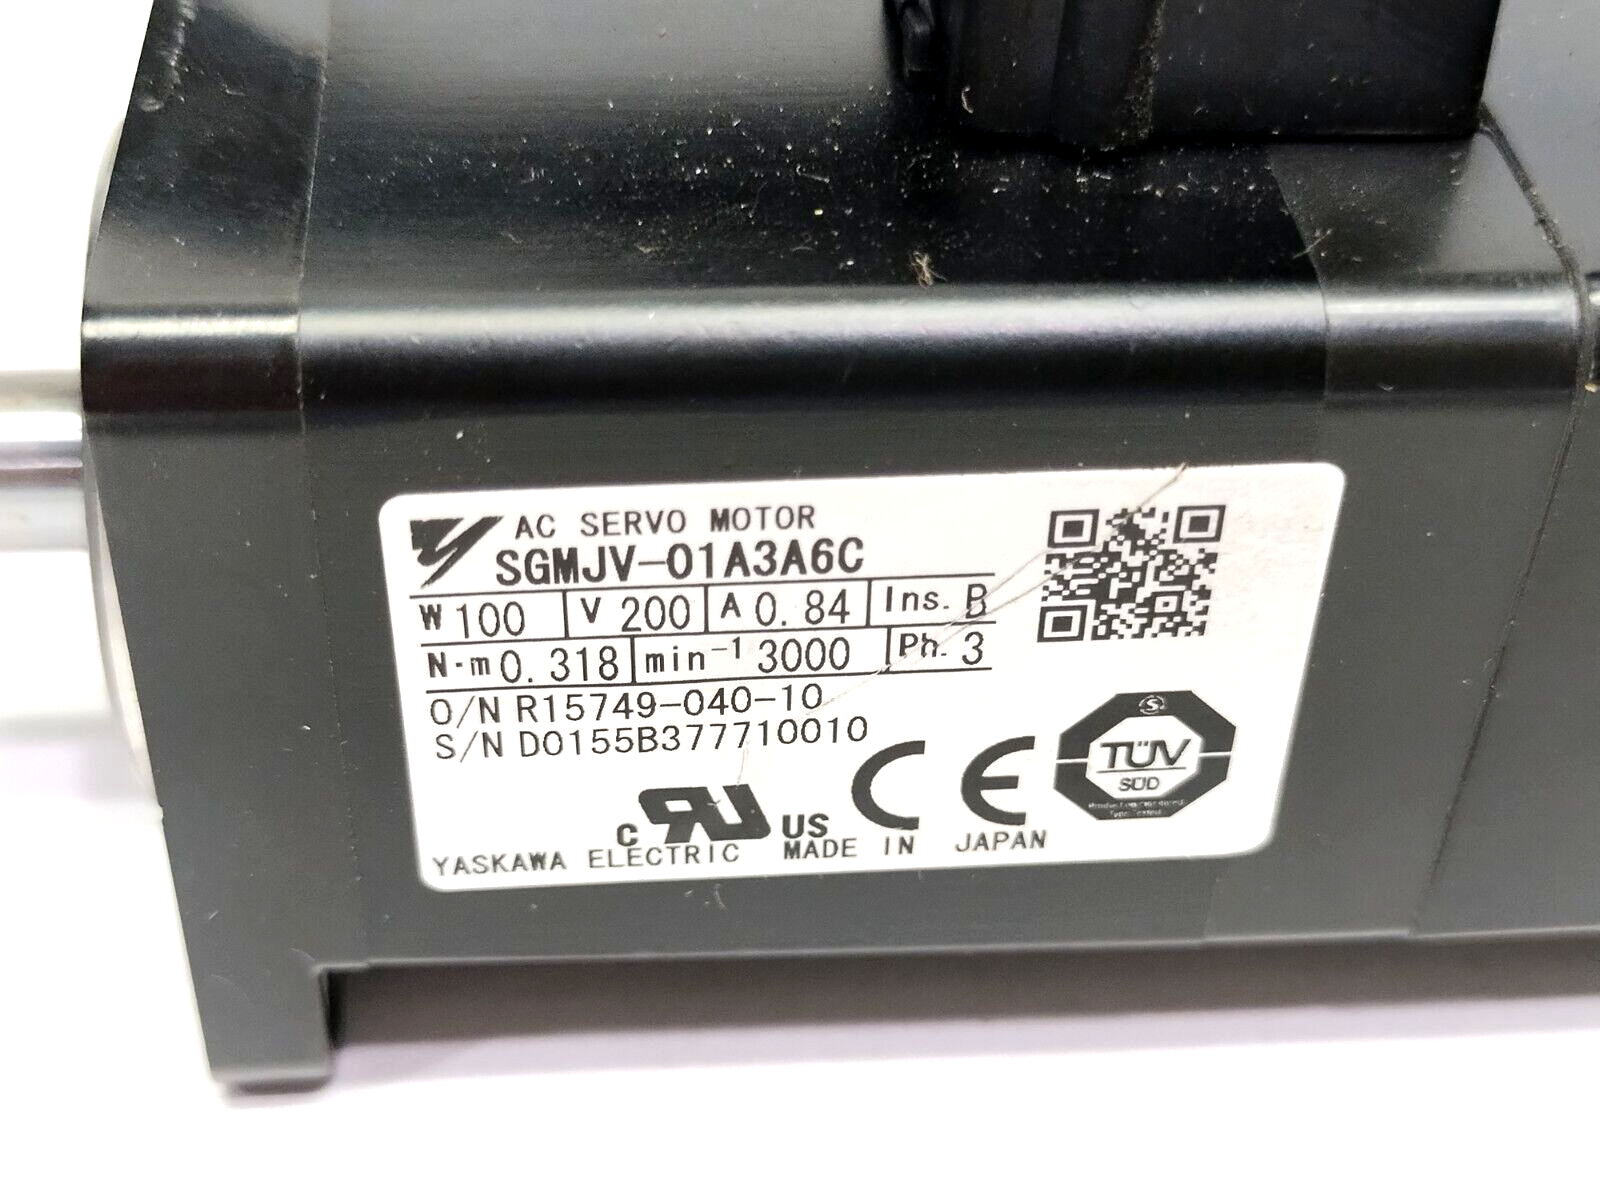 AC SERVO MOTOR
SGMJV-01A3A6C
W 100 V 200 A 0.84 Ins. B
N·m 0.318 min⁻¹ 3000 Ph. 3
O/N R15749-040-10
S/N D0155B377710010
C US CE
TÜV
SÜD
YASKAWA ELECTRIC MADE IN JAPAN